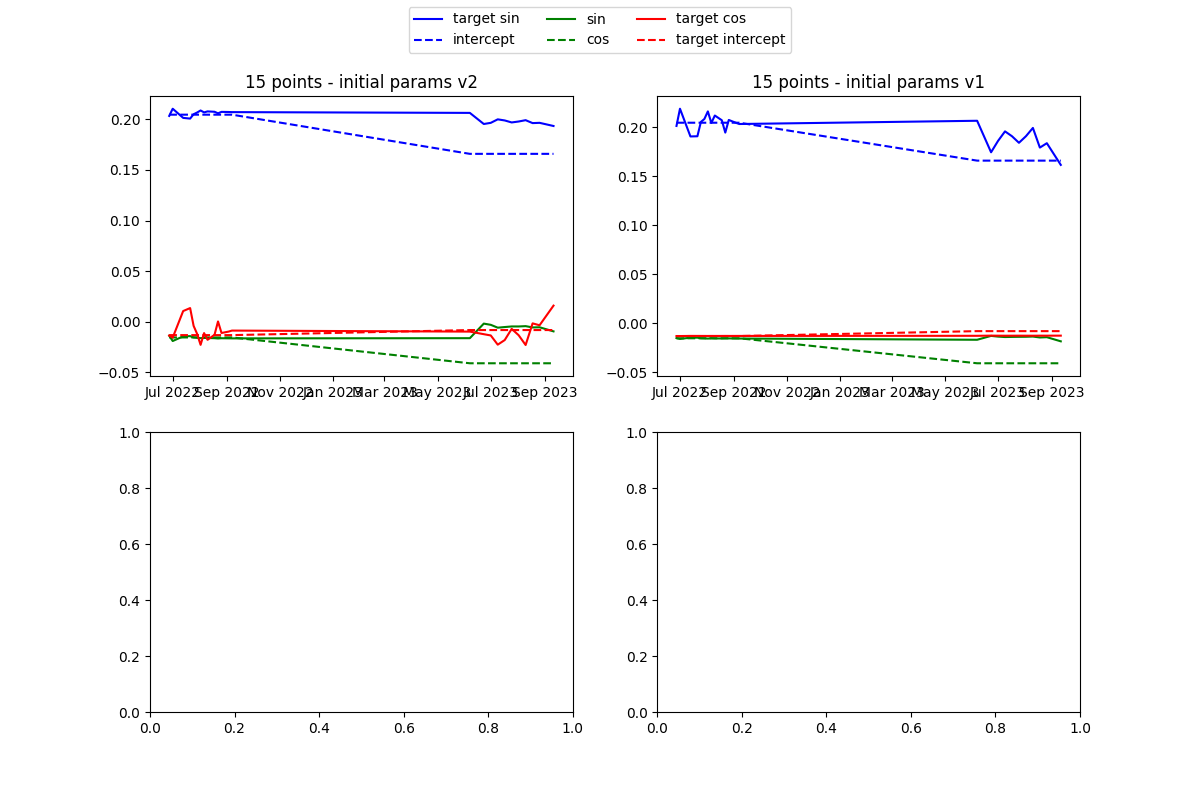 target sin sin target cos
intercept cos target intercept
15 points - initial params v2 15 points - initial params v1
0.20 0.20
0.15 0.15
0.10 0.10
0.05 0.05
0.00 0.00
−0.05 −0.05
Jul 2022 Sep 2022 Nov 2022 Jan 2023 Mar 2023 May 2023 Jul 2023 Sep 2023 Jul 2022 Sep 2022 Nov 2022 Jan 2023 Mar 2023 May 2023 Jul 2023 Sep 2023
1.0 1.0
0.8 0.8
0.6 0.6
0.4 0.4
0.2 0.2
0.0 0.0
0.0 0.2 0.4 0.6 0.8 1.0 0.0 0.2 0.4 0.6 0.8 1.0